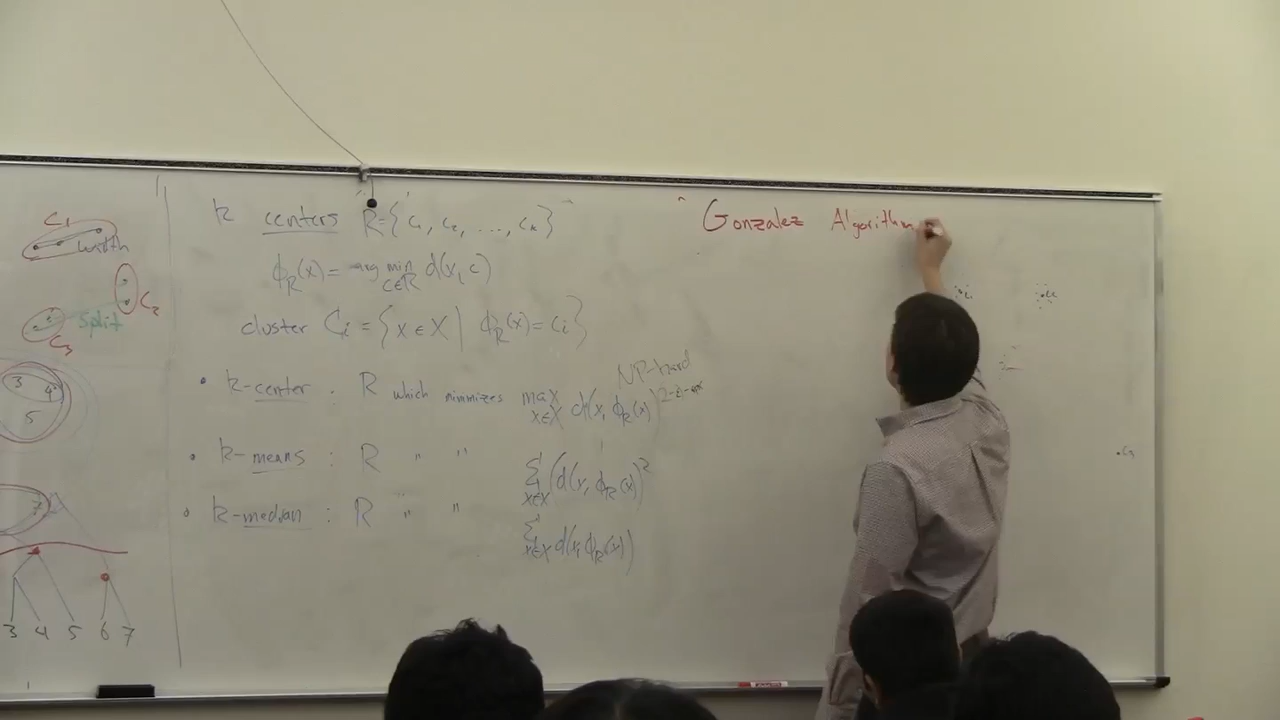 C₁
width
C₂
Split
C₃
3 4
5
7
3 4 5 6 7
k centers R={c₁, c₂, ..., cₖ}
ϕ_R(x) = arg min_{c∈R} d(x, c)
cluster Cᵢ = {x ∈ X | ϕ_R(x) = cᵢ}
NP-hard
• k-center : R which minimizes max_{x∈X} d(x, ϕ_R(x))
• k-means : R " " Σ_{x∈X} (d(x, ϕ_R(x))²
• k-median : R " " Σ_{x∈X} d(x, ϕ_R(x))
Gonzalez Algorithm